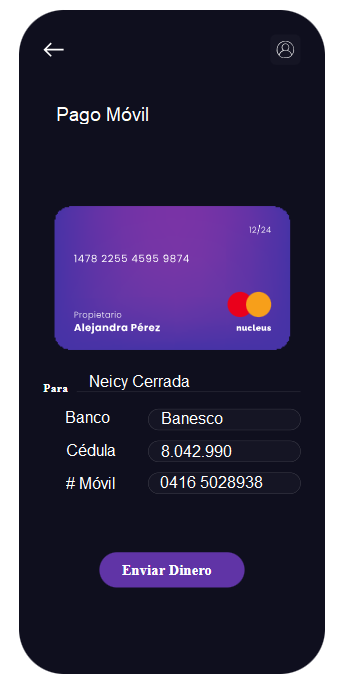 Pago Móvil
12/24
1478 2255 4595 9874
Propietario
Alejandra Pérez
nucleus
Para Neicy Cerrada
Banco Banesco
Cédula 8.042.990
# Móvil 0416 5028938
Enviar Dinero